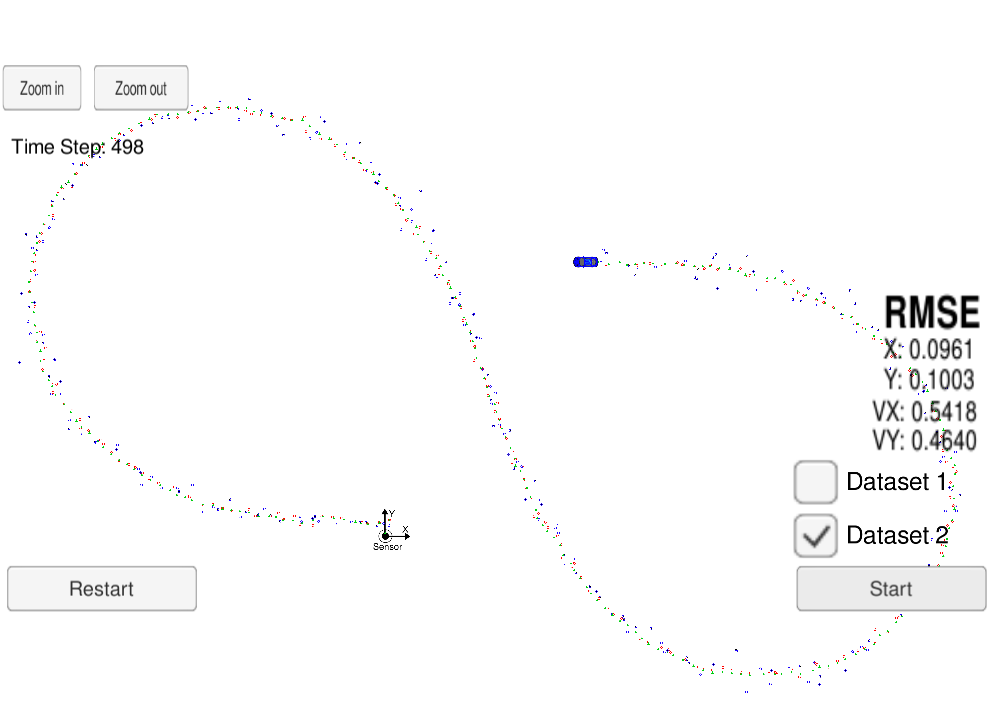 Zoom in
Zoom out
Time Step: 498
RMSE
X: 0.0961
Y: 0.1003
VX: 0.5418
VY: 0.4640
Dataset 1
Dataset 2
Y
X
Sensor
Restart
Start